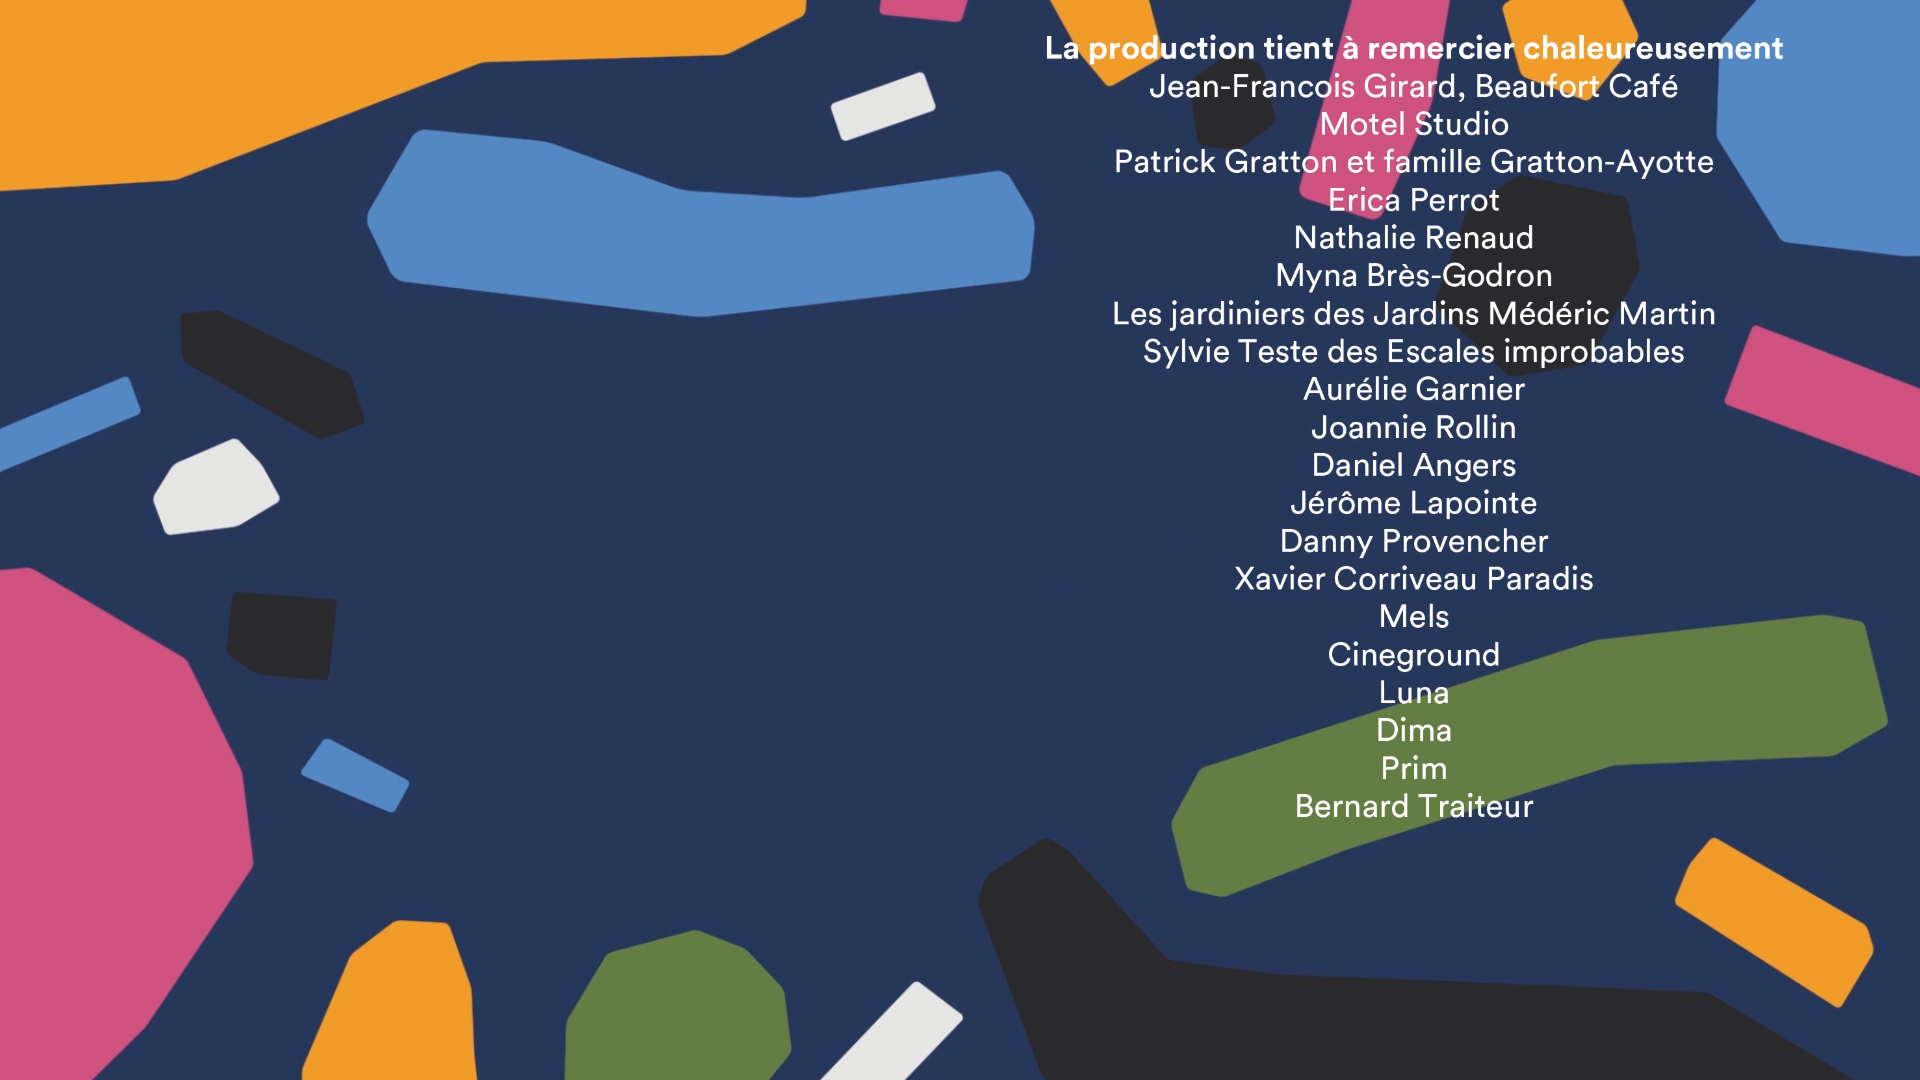 La production tient à remercier chaleureusement
Jean-Francois Girard, Beaufort Café
Motel Studio
Patrick Gratton et famille Gratton-Ayotte
Erica Perrot
Nathalie Renaud
Myna Brès-Godron
Les jardiniers des Jardins Médéric Martin
Sylvie Teste des Escales improbables
Aurélie Garnier
Joannie Rollin
Daniel Angers
Jérôme Lapointe
Danny Provencher
Xavier Corriveau Paradis
Mels
Cineground
Luna
Dima
Prim
Bernard Traiteur